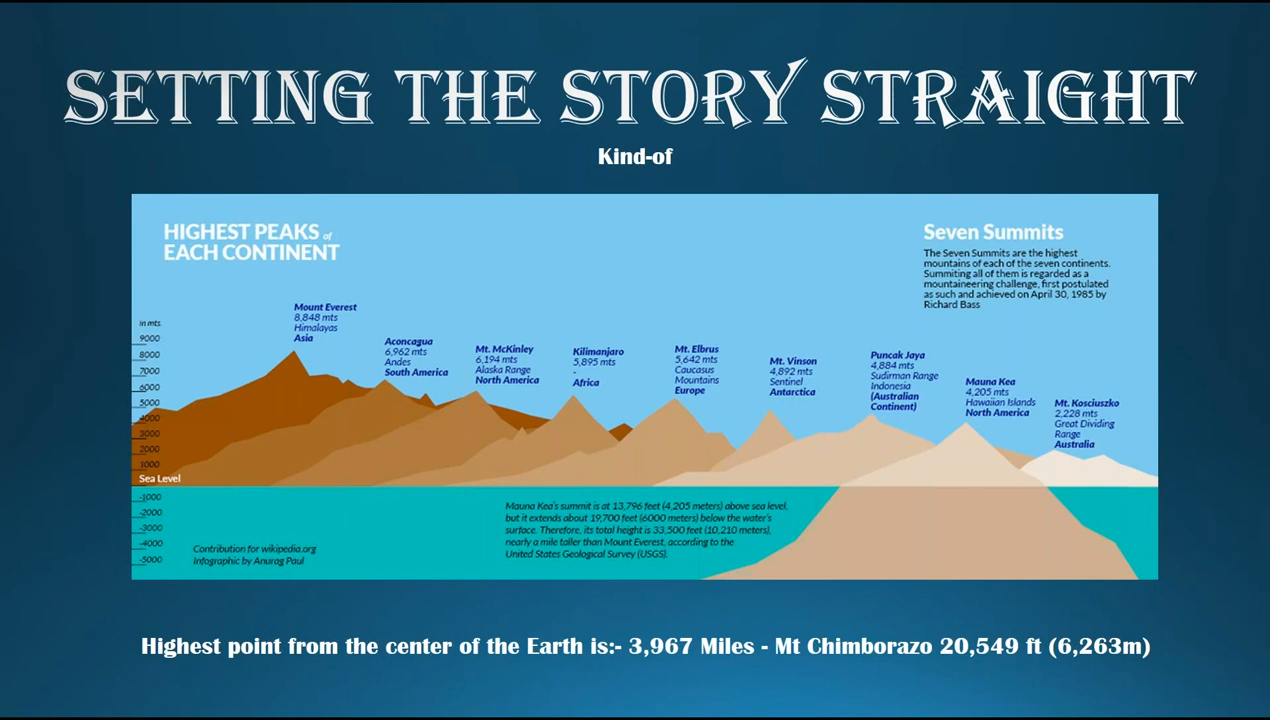 SETTING THE STORY STRAIGHT
Kind-of
HIGHEST PEAKS of
EACH CONTINENT
Seven Summits
The Seven Summits are the highest
mountains of each of the seven continents.
Summiting all of them is regarded as a
mountaineering challenge, first postulated
as such and achieved on April 30, 1985 by
Richard Bass
Mount Everest
8,848 mts
Himalayas
Asia
Aconcagua
6,962 mts
Andes
South America
Mt. McKinley
6,194 mts
Alaska Range
North America
Kilimanjaro
5,895 mts
-
Africa
Mt. Elbrus
5,642 mts
Caucasus
Mountains
Europe
Mt. Vinson
4,892 mts
Sentinel
Antarctica
Puncak Jaya
4,884 mts
Sudirman Range
Indonesia
(Australian
Continent)
Mauna Kea
4,205 mts
Hawaiian Islands
North America
Mt. Kosciuszko
2,228 mts
Great Dividing
Range
Australia
in mts.
9000
8000
7000
6000
5000
4000
3000
2000
1000
Sea Level
-1000
-2000
-3000
-4000
-5000
Mauna Kea's summit is at 13,796 feet (4,205 meters) above sea level,
but it extends about 19,700 feet (6000 meters) below the water's
surface. Therefore, its total height is 33,500 feet (10,210 meters),
nearly a mile taller than Mount Everest, according to the
United States Geological Survey (USGS).
Contribution for wikipedia.org
Infographic by Anurag Paul
Highest point from the center of the Earth is:- 3,967 Miles - Mt Chimborazo 20,549 ft (6,263m)